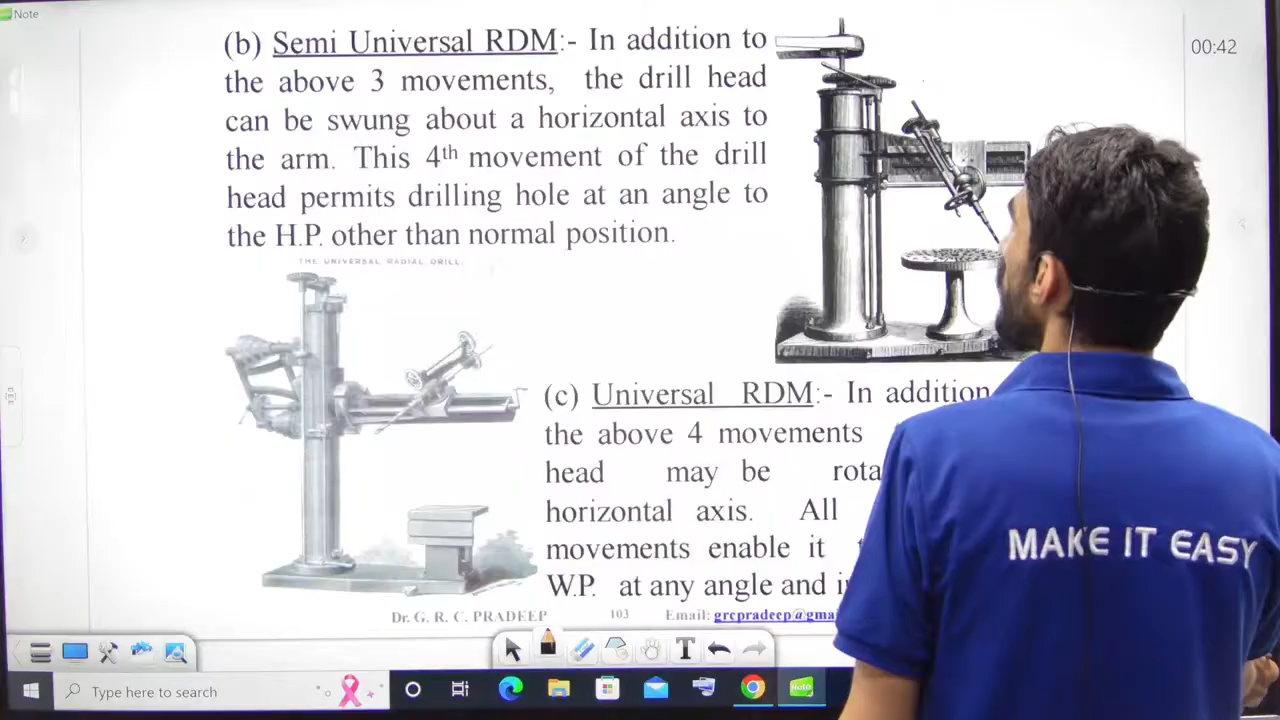 Note
00:42
(b) Semi Universal RDM:- In addition to
the above 3 movements, the drill head
can be swung about a horizontal axis to
the arm. This 4th movement of the drill
head permits drilling hole at an angle to
the H.P. other than normal position.
THE UNIVERSAL RADIAL DRILL.
(c) Universal RDM:- In addition
the above 4 movements
head may be
horizontal axis. All
movements enable it
W.P. at any angle and
Dr. G. R. C. PRADEEP 103 Email:
MAKE IT EASY
T
Type here to search
Note